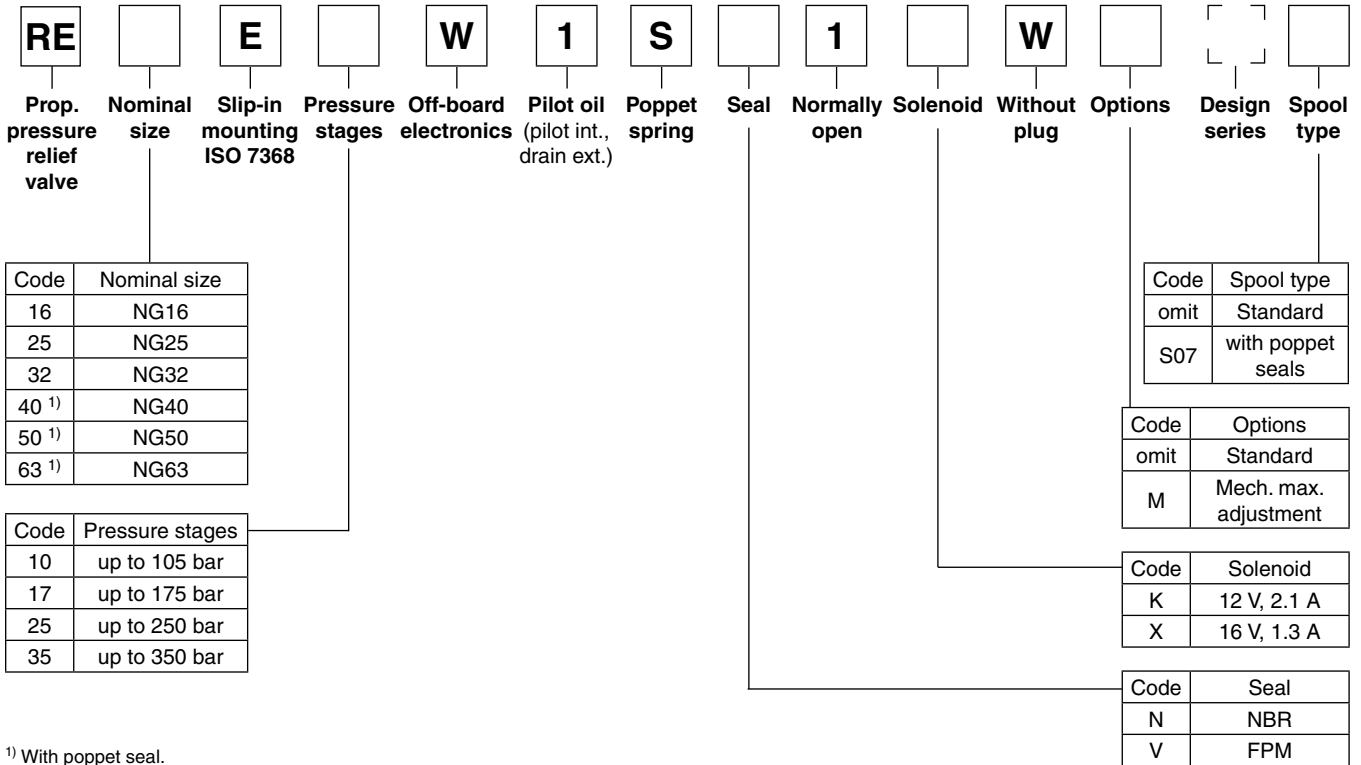 RE E W 1 S 1 W
Prop. pressure relief valve
Nominal size
Slip-in mounting ISO 7368
Pressure stages
Off-board electronics
Pilot oil (pilot int., drain ext.)
Poppet spring
Seal
Normally open
Solenoid
Without plug
Options
Design series
Spool type
Code Nominal size
16 NG16
25 NG25
32 NG32
40 1) NG40
50 1) NG50
63 1) NG63
Code Pressure stages
10 up to 105 bar
17 up to 175 bar
25 up to 250 bar
35 up to 350 bar
Code Spool type
omit Standard
S07 with poppet seals
Code Options
omit Standard
M Mech. max. adjustment
Code Solenoid
K 12 V, 2.1 A
X 16 V, 1.3 A
Code Seal
N NBR
V FPM
1) With poppet seal.